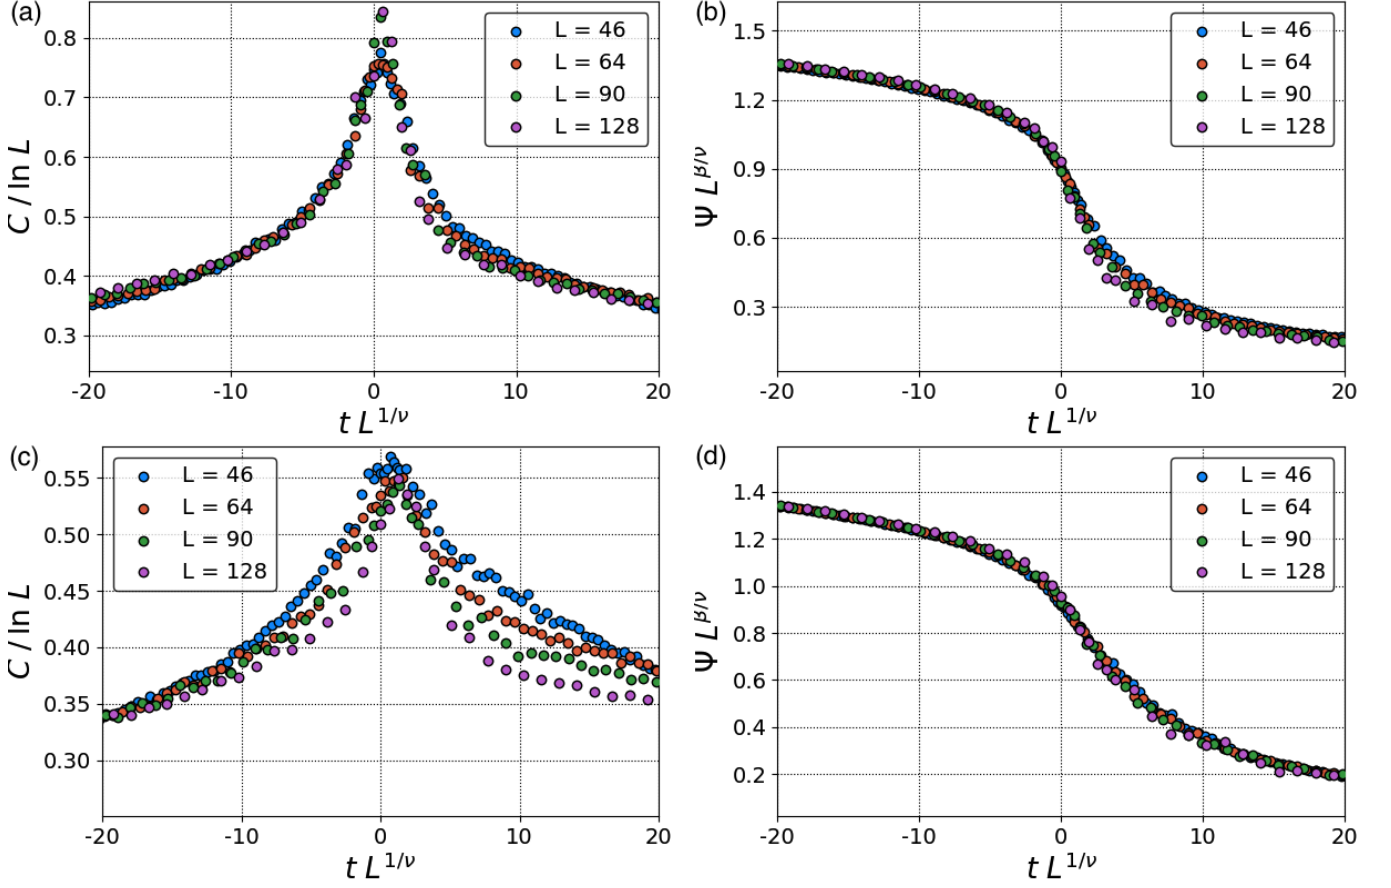 (a)
C / ln L
0.8
0.7
0.6
0.5
0.4
0.3
L = 46
L = 64
L = 90
L = 128
-20
-10
0
10
20
t L^{1/ν}
(b)
Ψ L^{β/ν}
1.5
1.2
0.9
0.6
0.3
L = 46
L = 64
L = 90
L = 128
-20
-10
0
10
20
t L^{1/ν}
(c)
C / ln L
0.55
0.50
0.45
0.40
0.35
0.30
L = 46
L = 64
L = 90
L = 128
-20
-10
0
10
20
t L^{1/ν}
(d)
Ψ L^{β/ν}
1.4
1.2
1.0
0.8
0.6
0.4
0.2
L = 46
L = 64
L = 90
L = 128
-20
-10
0
10
20
t L^{1/ν}